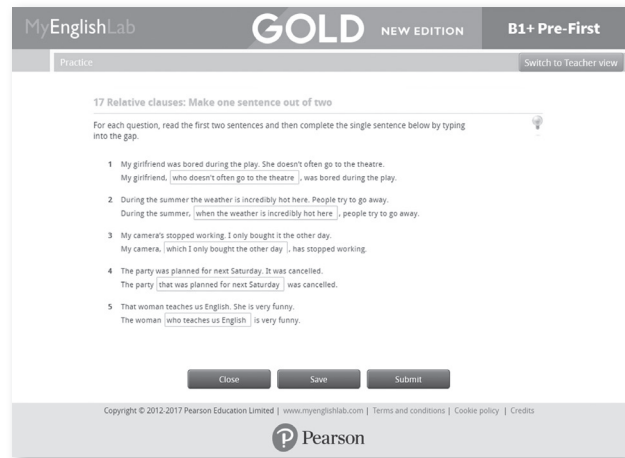 MyEnglishLab
GOLD NEW EDITION
B1+ Pre-First
Practice
Switch to Teacher view
17 Relative clauses: Make one sentence out of two
For each question, read the first two sentences and then complete the single sentence below by typing
into the gap.
1 My girlfriend was bored during the play. She doesn't often go to the theatre.
My girlfriend, who doesn't often go to the theatre , was bored during the play.
2 During the summer the weather is incredibly hot here. People try to go away.
During the summer, when the weather is incredibly hot here , people try to go away.
3 My camera's stopped working. I only bought it the other day.
My camera, which I only bought the other day , has stopped working.
4 The party was planned for next Saturday. It was cancelled.
The party that was planned for next Saturday was cancelled.
5 That woman teaches us English. She is very funny.
The woman who teaches us English is very funny.
Close Save Submit
Copyright © 2012-2017 Pearson Education Limited | www.myenglishlab.com | Terms and conditions | Cookie policy | Credits
P Pearson